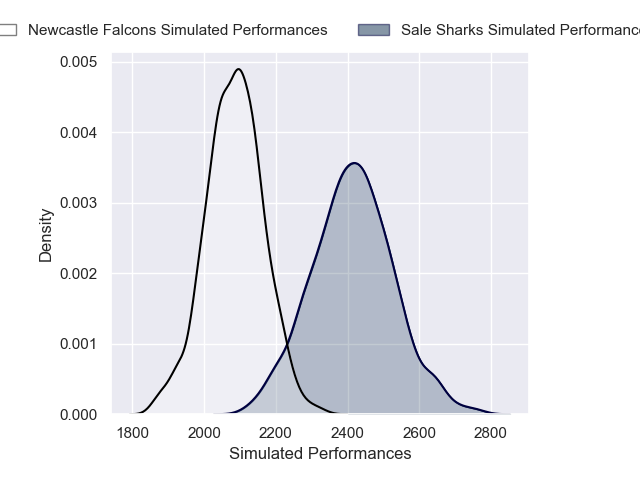 Newcastle Falcons Simulated Performances
Sale Sharks Simulated Performance
0.005
0.004
0.003
0.002
0.001
0.000
Density
1800 2000 2200 2400 2600 2800
Simulated Performances